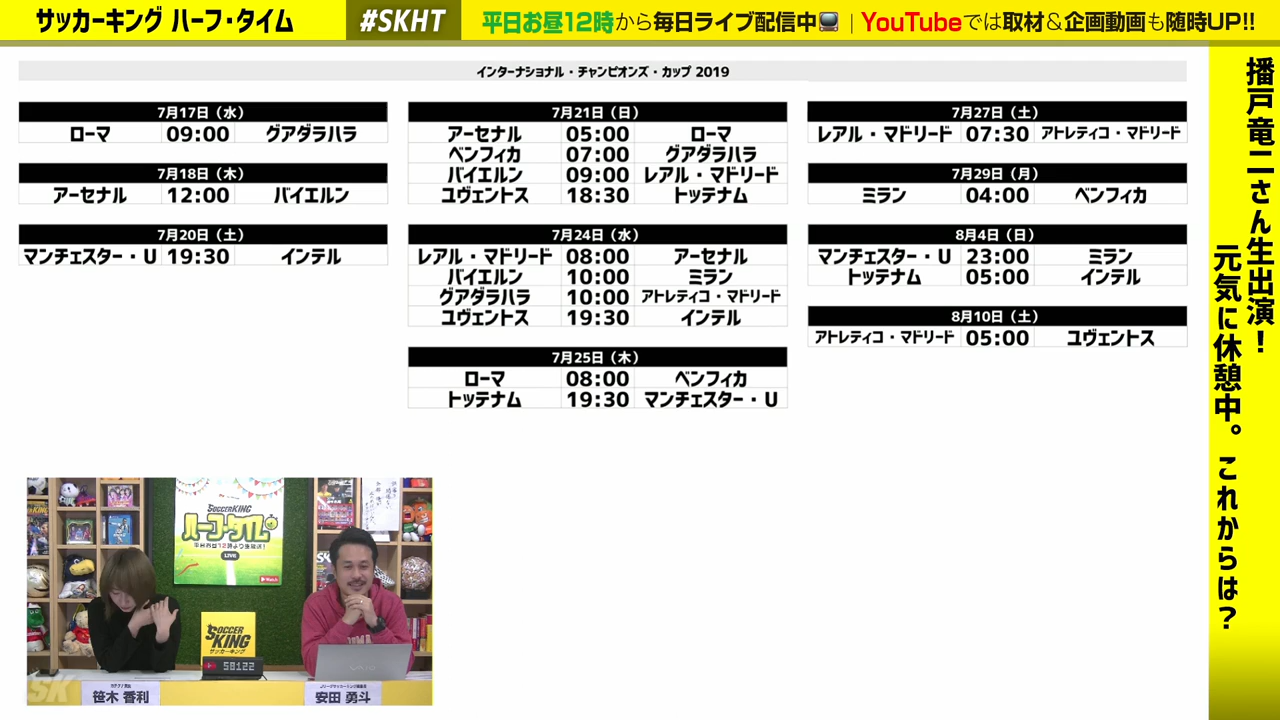 サッカーキング ハーフ・タイム
#SKHT
平日お昼12時から毎日ライブ配信中 | YouTubeでは取材&企画動画も随時UP!!
インターナショナル・チャンピオンズ・カップ 2019
7月17日（水）
ローマ 09:00 グアダラハラ
7月18日（木）
アーセナル 12:00 バイエルン
7月20日（土）
マンチェスター・U 19:30 インテル
7月21日（日）
アーセナル 05:00 ローマ
ベンフィカ 07:00 グアダラハラ
バイエルン 09:00 レアル・マドリード
ユヴェントス 18:30 トッテナム
7月24日（水）
レアル・マドリード 08:00 アーセナル
バイエルン 10:00 ミラン
グアダラハラ 10:00 アトレティコ・マドリード
ユヴェントス 19:30 インテル
7月25日（木）
ローマ 08:00 ベンフィカ
トッテナム 19:30 マンチェスター・U
7月27日（土）
レアル・マドリード 07:30 アトレティコ・マドリード
7月29日（月）
ミラン 04:00 ベンフィカ
8月4日（日）
マンチェスター・U 23:00 ミラン
トッテナム 05:00 インテル
8月10日（土）
アトレティコ・マドリード 05:00 ユヴェントス
播戸竜二さん生出演！
元気に休憩中。これからは？
SOCCER KING
ハーフ・タイム
平日お昼12時より生放送！
LIVE
SOCCER
KING
サッカーキング
58122
VAIO
SK
笹木 香利
安田 勇斗